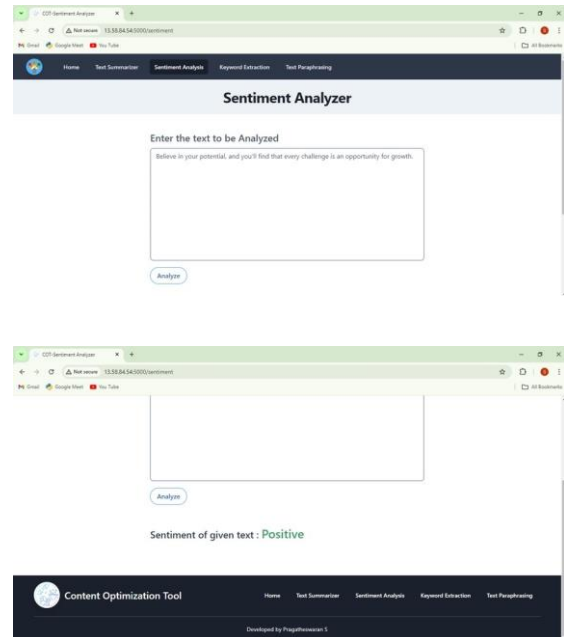 COT-Sentiment Analyzer
Not secure 13.58.84.54:5000/sentiment
Gmail Google Meet You Tube All Bookmarks
Home Text Summarizer Sentiment Analysis Keyword Extraction Text Paraphrasing
Sentiment Analyzer
Enter the text to be Analyzed
Believe in your potential, and you'll find that every challenge is an opportunity for growth.
Analyze
COT-Sentiment Analyzer
Not secure 13.58.84.54:5000/sentiment
Gmail Google Meet You Tube All Bookmarks
Analyze
Sentiment of given text : Positive
Content Optimization Tool Home Text Summarizer Sentiment Analysis Keyword Extraction Text Paraphrasing
Developed by Pragatheswaran S